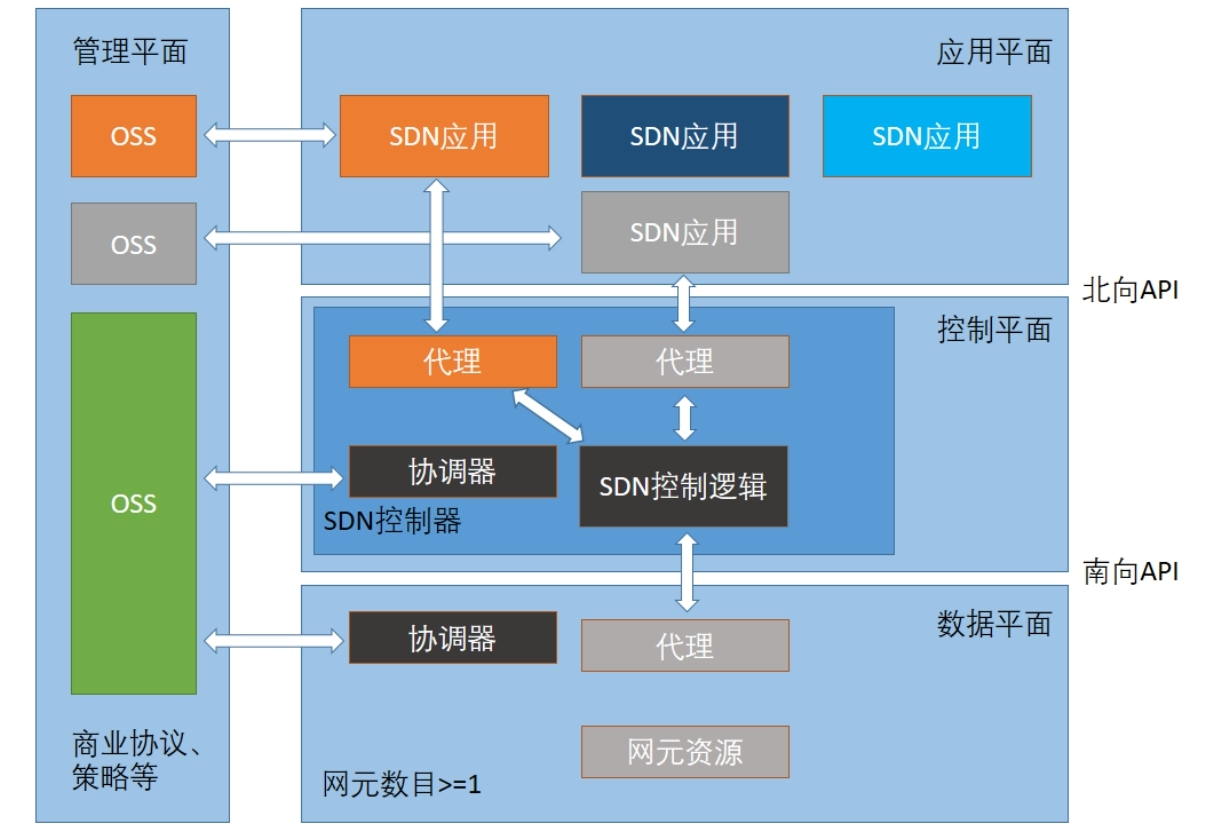 管理平面
OSS
OSS
OSS
商业协议、
策略等
应用平面
SDN应用
SDN应用
SDN应用
SDN应用
北向API
控制平面
代理
代理
协调器
SDN控制逻辑
SDN控制器
南向API
数据平面
协调器
代理
网元资源
网元数目>=1